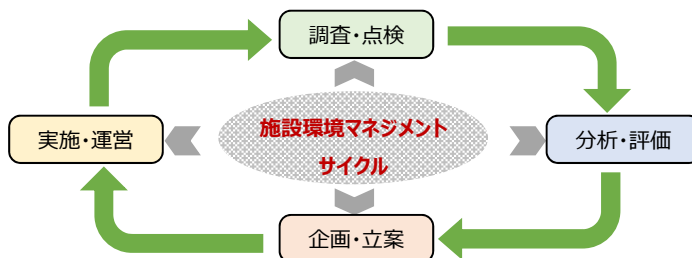 調査・点検
実施・運営
施設環境マネジメント
サイクル
分析・評価
企画・立案